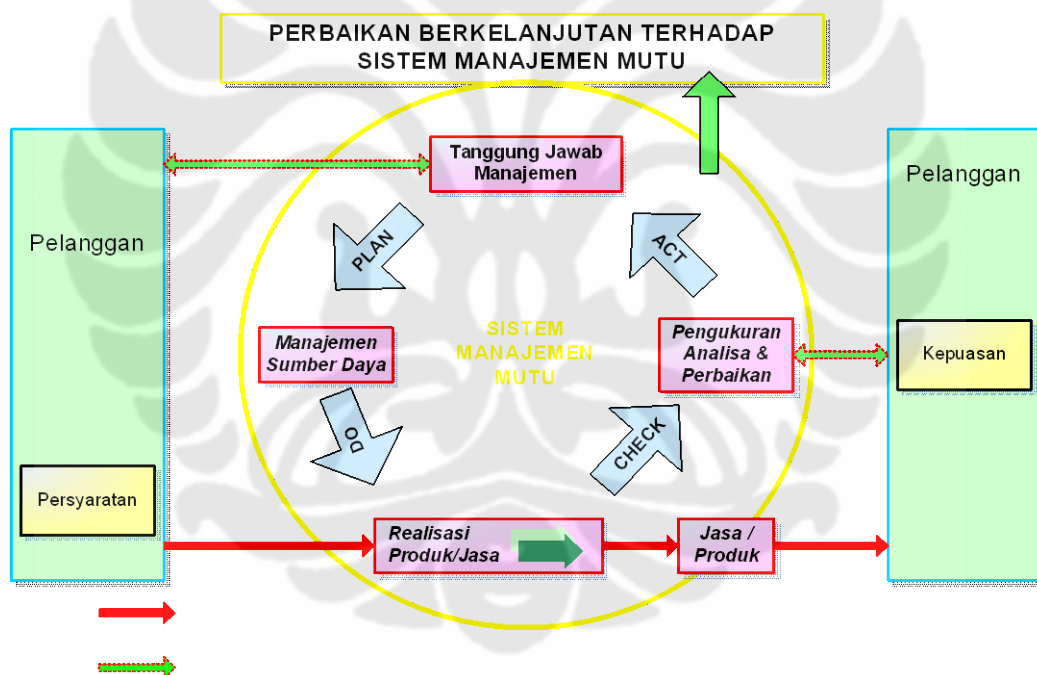 PERBAIKAN BERKELANJUTAN TERHADAP
SISTEM MANAJEMEN MUTU
Pelanggan
Tanggung Jawab
Manajemen
Pelanggan
PLAN
ACT
Manajemen
Sumber Daya
SISTEM
MANAJEMEN
MUTU
Pengukuran
Analisa &
Perbaikan
Kepuasan
DO
CHECK
Persyaratan
Realisasi
Produk/Jasa
Jasa /
Produk